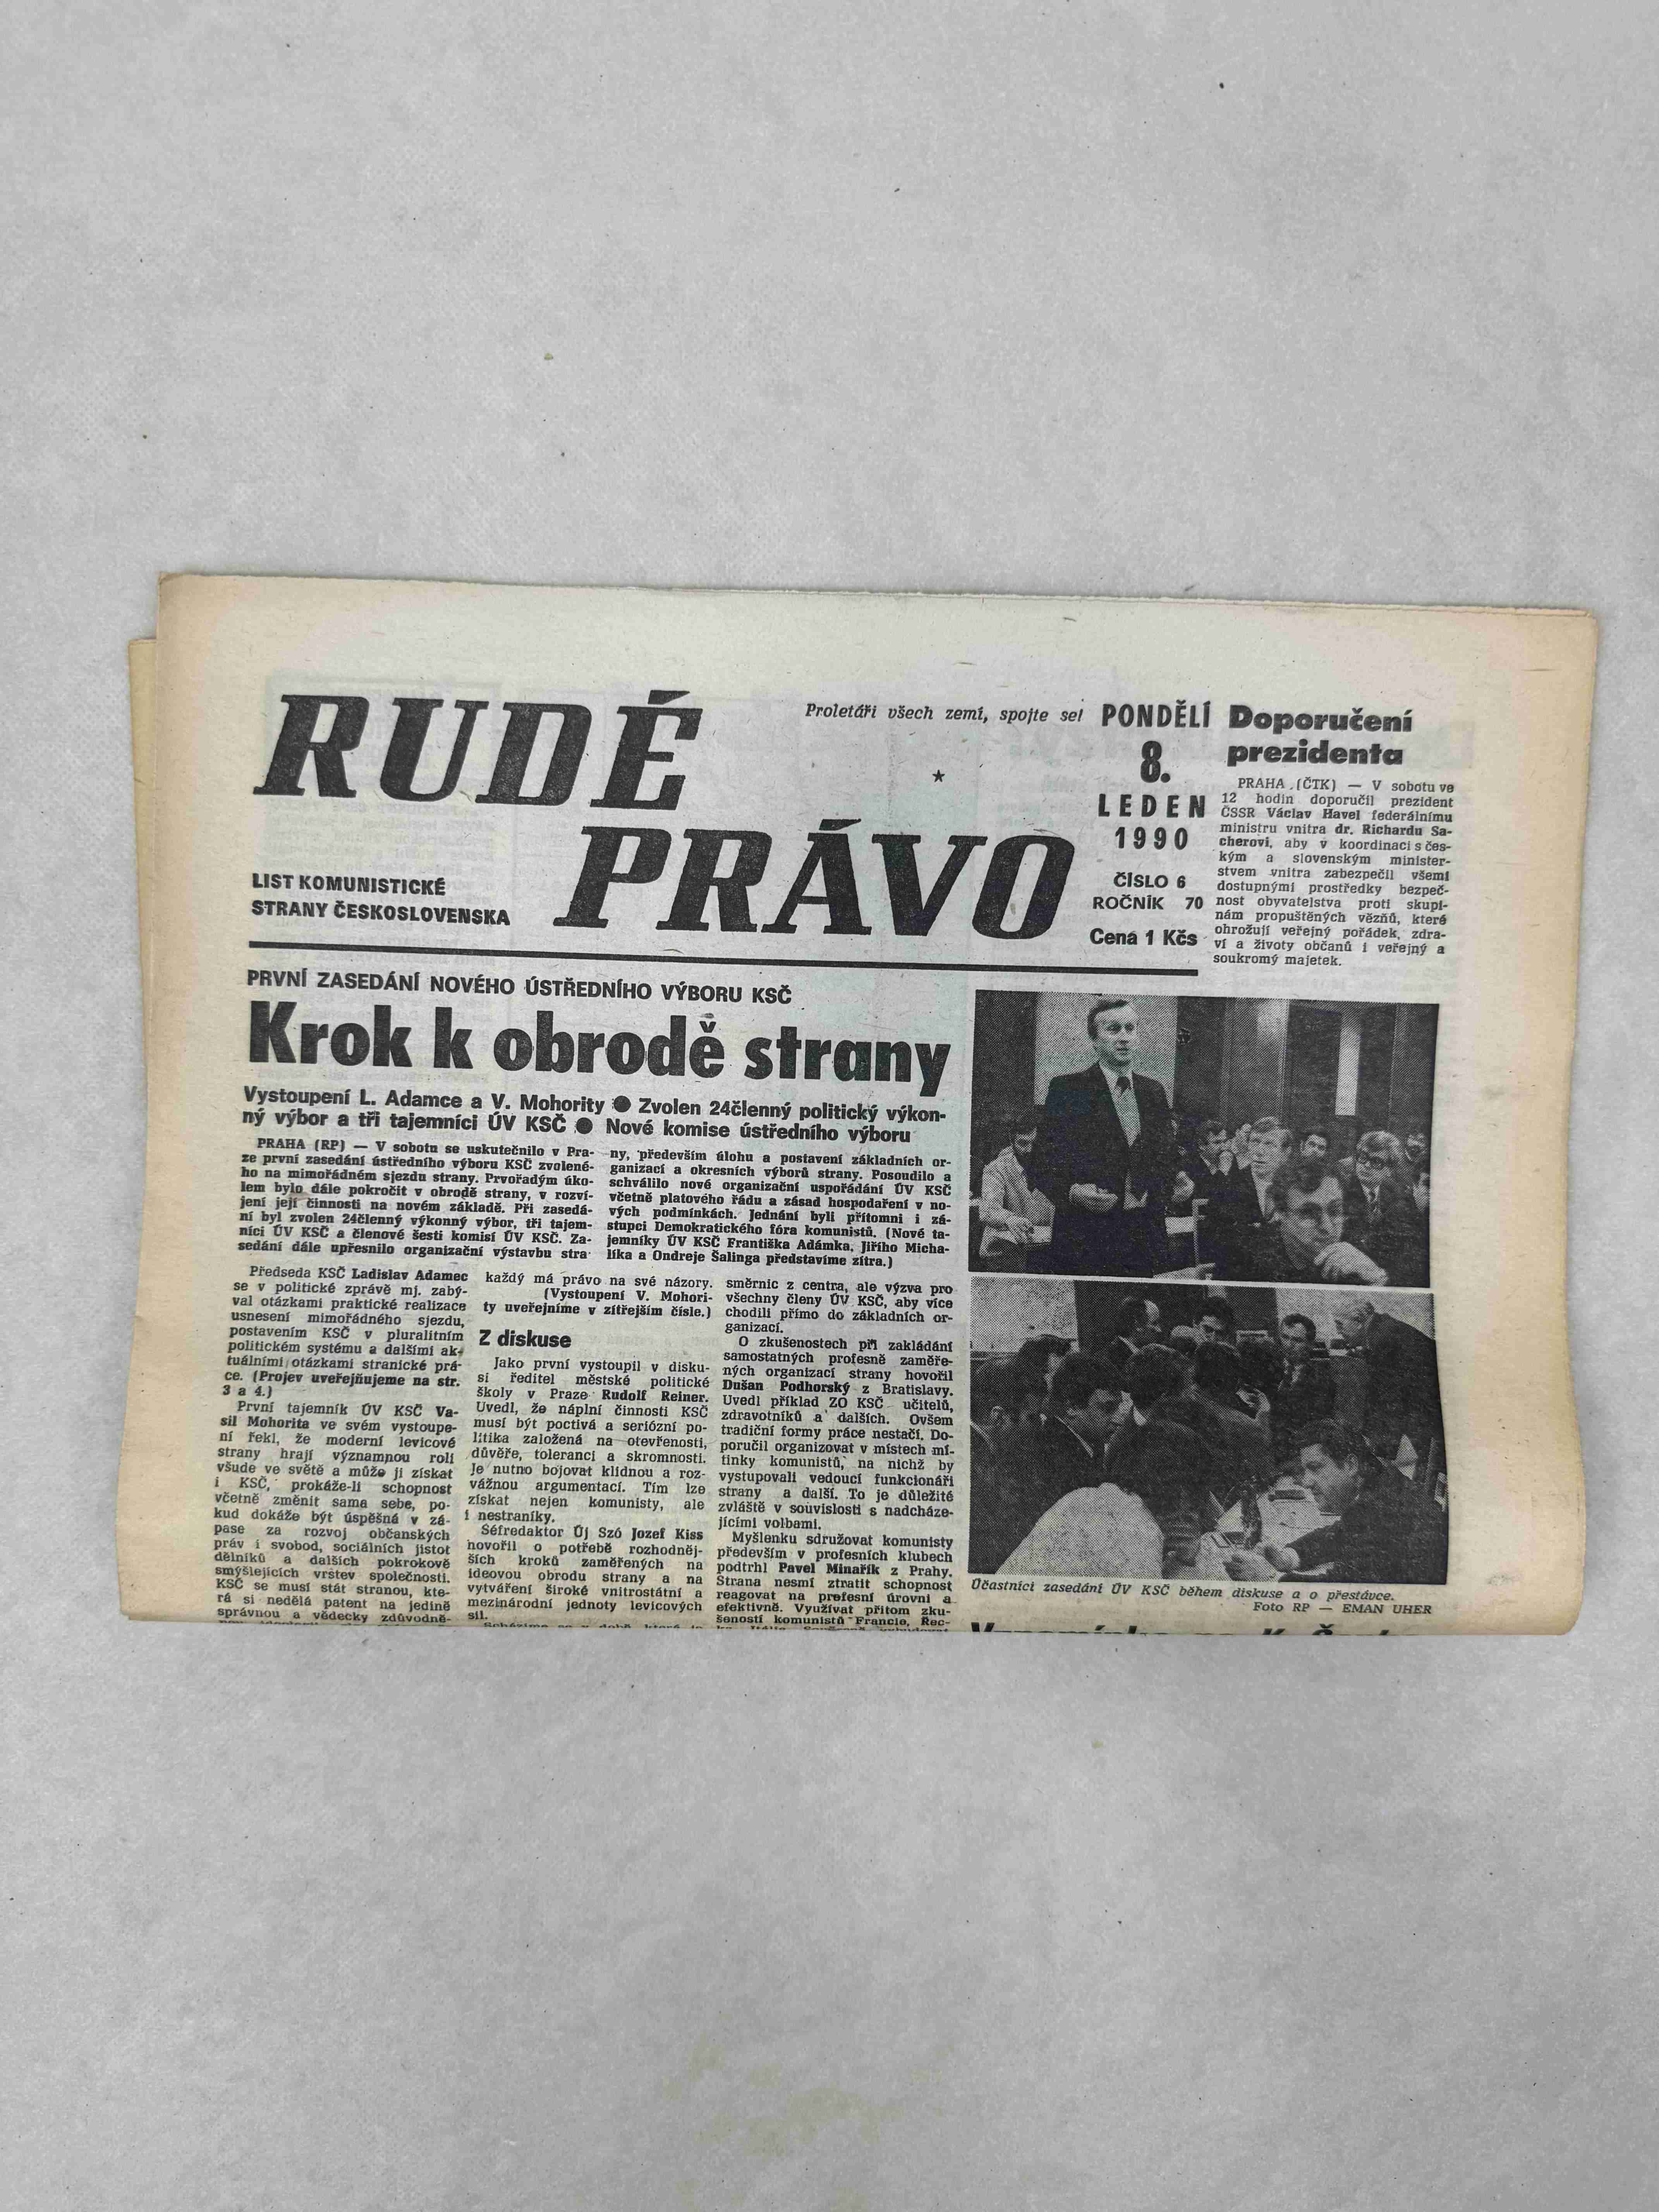 RUDÉ
PRÁVO
Proletáři všech zemí, spojte se!
LIST KOMUNISTICKÉ
STRANY ČESKOSLOVENSKA
PONDĚLÍ
8.
LEDEN
1990
ČÍSLO 6
ROČNÍK 70
Cena 1 Kčs
Doporučení
prezidenta
PRAHA (ČTK) — V sobotu ve
12 hodin doporučil prezident
ČSSR Václav Havel federálnímu
ministru vnitra dr. Richardu Sa-
cherovi, aby v koordinaci s čes-
kým a slovenským minister-
stvem vnitra zabezpečil všemi
dostupnými prostředky bezpeč-
nost obyvatelstva proti skupi-
nám propuštěných vězňů, které
ohrožují veřejný pořádek, zdra-
ví a životy občanů i veřejný a
soukromý majetek.
PRVNÍ ZASEDÁNÍ NOVÉHO ÚSTŘEDNÍHO VÝBORU KSČ
Krok k obrodě strany
Vystoupení L. Adamce a V. Mohority ● Zvolen 24členný politický výkon-
ný výbor a tři tajemníci ÚV KSČ ● Nové komise ústředního výboru
PRAHA (RP) — V sobotu se uskutečnilo v Pra-
ze první zasedání ústředního výboru KSČ zvolené-
ho na mimořádném sjezdu strany. Prvořadým úko-
lem bylo dále pokročit v obrodě strany, v rozví-
jení její činnosti na novém základě. Při zasedá-
ní byl zvolen 24členný výkonný výbor, tři tajem-
níci ÚV KSČ a členové šesti komisí ÚV KSČ. Za-
sedání dále upřesnilo organizační výstavbu stra-
ny, především úlohu a postavení základních or-
ganizací a okresních výborů strany. Posoudilo a
schválilo nové organizační uspořádání ÚV KSČ
včetně platového řádu a zásad hospodaření v no-
vých podmínkách. Jednání byli přítomni i zá-
stupci Demokratického fóra komunistů. (Nové ta-
jemníky ÚV KSČ Františka Adámka, Jiřího Micha-
líka a Ondreje Šalinga představíme zítra.)
Předseda KSČ Ladislav Adamec
se v politické zprávě mj. zabý-
val otázkami praktické realizace
usnesení mimořádného sjezdu,
postavením KSČ v pluralitním
politickém systému a dalšími ak-
tuálními otázkami stranické prá-
ce. (Projev uveřejňujeme na str.
3 a 4.)
První tajemník ÚV KSČ Va-
sil Mohorita ve svém vystoupe-
ní řekl, že moderní levicové
strany hrají významnou roli
všude ve světě a může ji získat
i KSČ, prokáže-li schopnost
včetně změnit sama sebe, po-
kud dokáže být úspěšná v zá-
pase za rozvoj občanských
práv i svobod, sociálních jistot
dělníků a dalších pokrokově
smýšlejících vrstev společnosti.
KSČ se musí stát stranou, kte-
rá si nedělá patent na jedině
správnou a vědecky zdůvodně-
každý má právo na své názory.
(Vystoupení V. Mohori-
ty uveřejníme v zítřejším čísle.)
Z diskuse
Jako první vystoupil v disku-
si ředitel městské politické
školy v Praze Rudolf Reiner.
Uvedl, že náplní činnosti KSČ
musí být poctivá a seriózní po-
litika založená na otevřenosti,
důvěře, toleranci a skromnosti.
Je nutno bojovat klidnou a roz-
vážnou argumentací. Tím lze
získat nejen komunisty, ale
i nestraníky.
Šéfredaktor Új Szó Jozef Kiss
hovořil o potřebě rozhodněj-
ších kroků zaměřených na
ideovou obrodu strany a na
vytváření široké vnitrostátní a
mezinárodní jednoty levicových
sil.
Scházíme se v době, která je
směrnic z centra, ale výzva pro
všechny členy ÚV KSČ, aby více
chodili přímo do základních or-
ganizací.
O zkušenostech při zakládání
samostatných profesně zaměře-
ných organizací strany hovořil
Dušan Podhorský z Bratislavy.
Uvedl příklad ZO KSČ učitelů,
zdravotníků a dalších. Ovšem
tradiční formy práce nestačí. Do-
poručil organizovat v místech mí-
tinky komunistů, na nichž by
vystupovali vedoucí funkcionáři
strany a další. To je důležité
zvláště v souvislosti s nadcháze-
jícími volbami.
Myšlenku sdružovat komunisty
především v profesních klubech
podtrhl Pavel Minařík z Prahy.
Strana nesmí ztratit schopnost
reagovat na profesní úrovni a
efektivně. Využívat přitom zku-
šeností komunistů Francie, Řec-
Účastníci zasedání ÚV KSČ během diskuse a o přestávce.
Foto RP — EMAN UHER